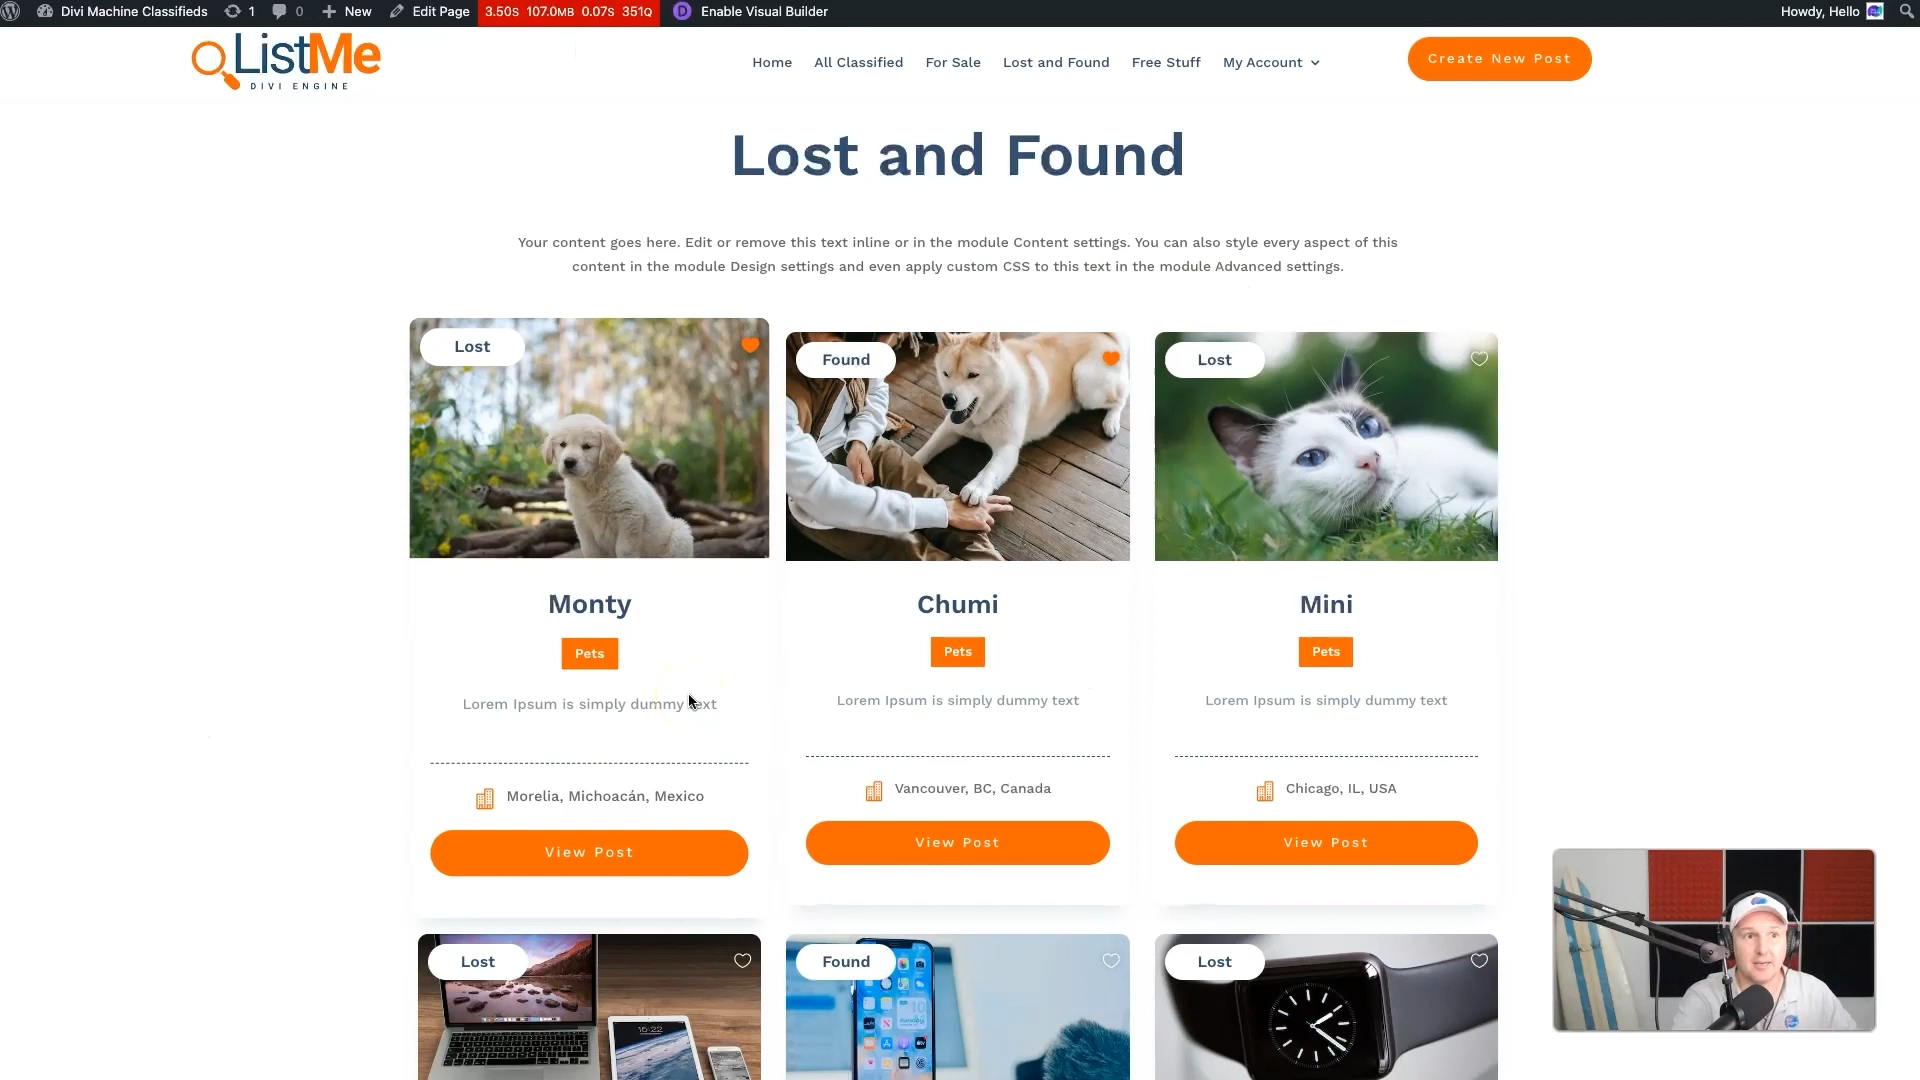 Divi Machine Classifieds 1 0 New Edit Page 3.50S 107.0MB 0.07S 351Q D Enable Visual Builder Howdy, Hello
ListMe
DIVI ENGINE
Home All Classified For Sale Lost and Found Free Stuff My Account
Create New Post
Lost and Found
Your content goes here. Edit or remove this text inline or in the module Content settings. You can also style every aspect of this
content in the module Design settings and even apply custom CSS to this text in the module Advanced settings.
Lost
Found
Lost
Monty
Chumi
Mini
Pets
Pets
Pets
Lorem Ipsum is simply dummy text
Lorem Ipsum is simply dummy text
Lorem Ipsum is simply dummy text
Morelia, Michoacán, Mexico
Vancouver, BC, Canada
Chicago, IL, USA
View Post
View Post
View Post
Lost
Found
Lost
16:22